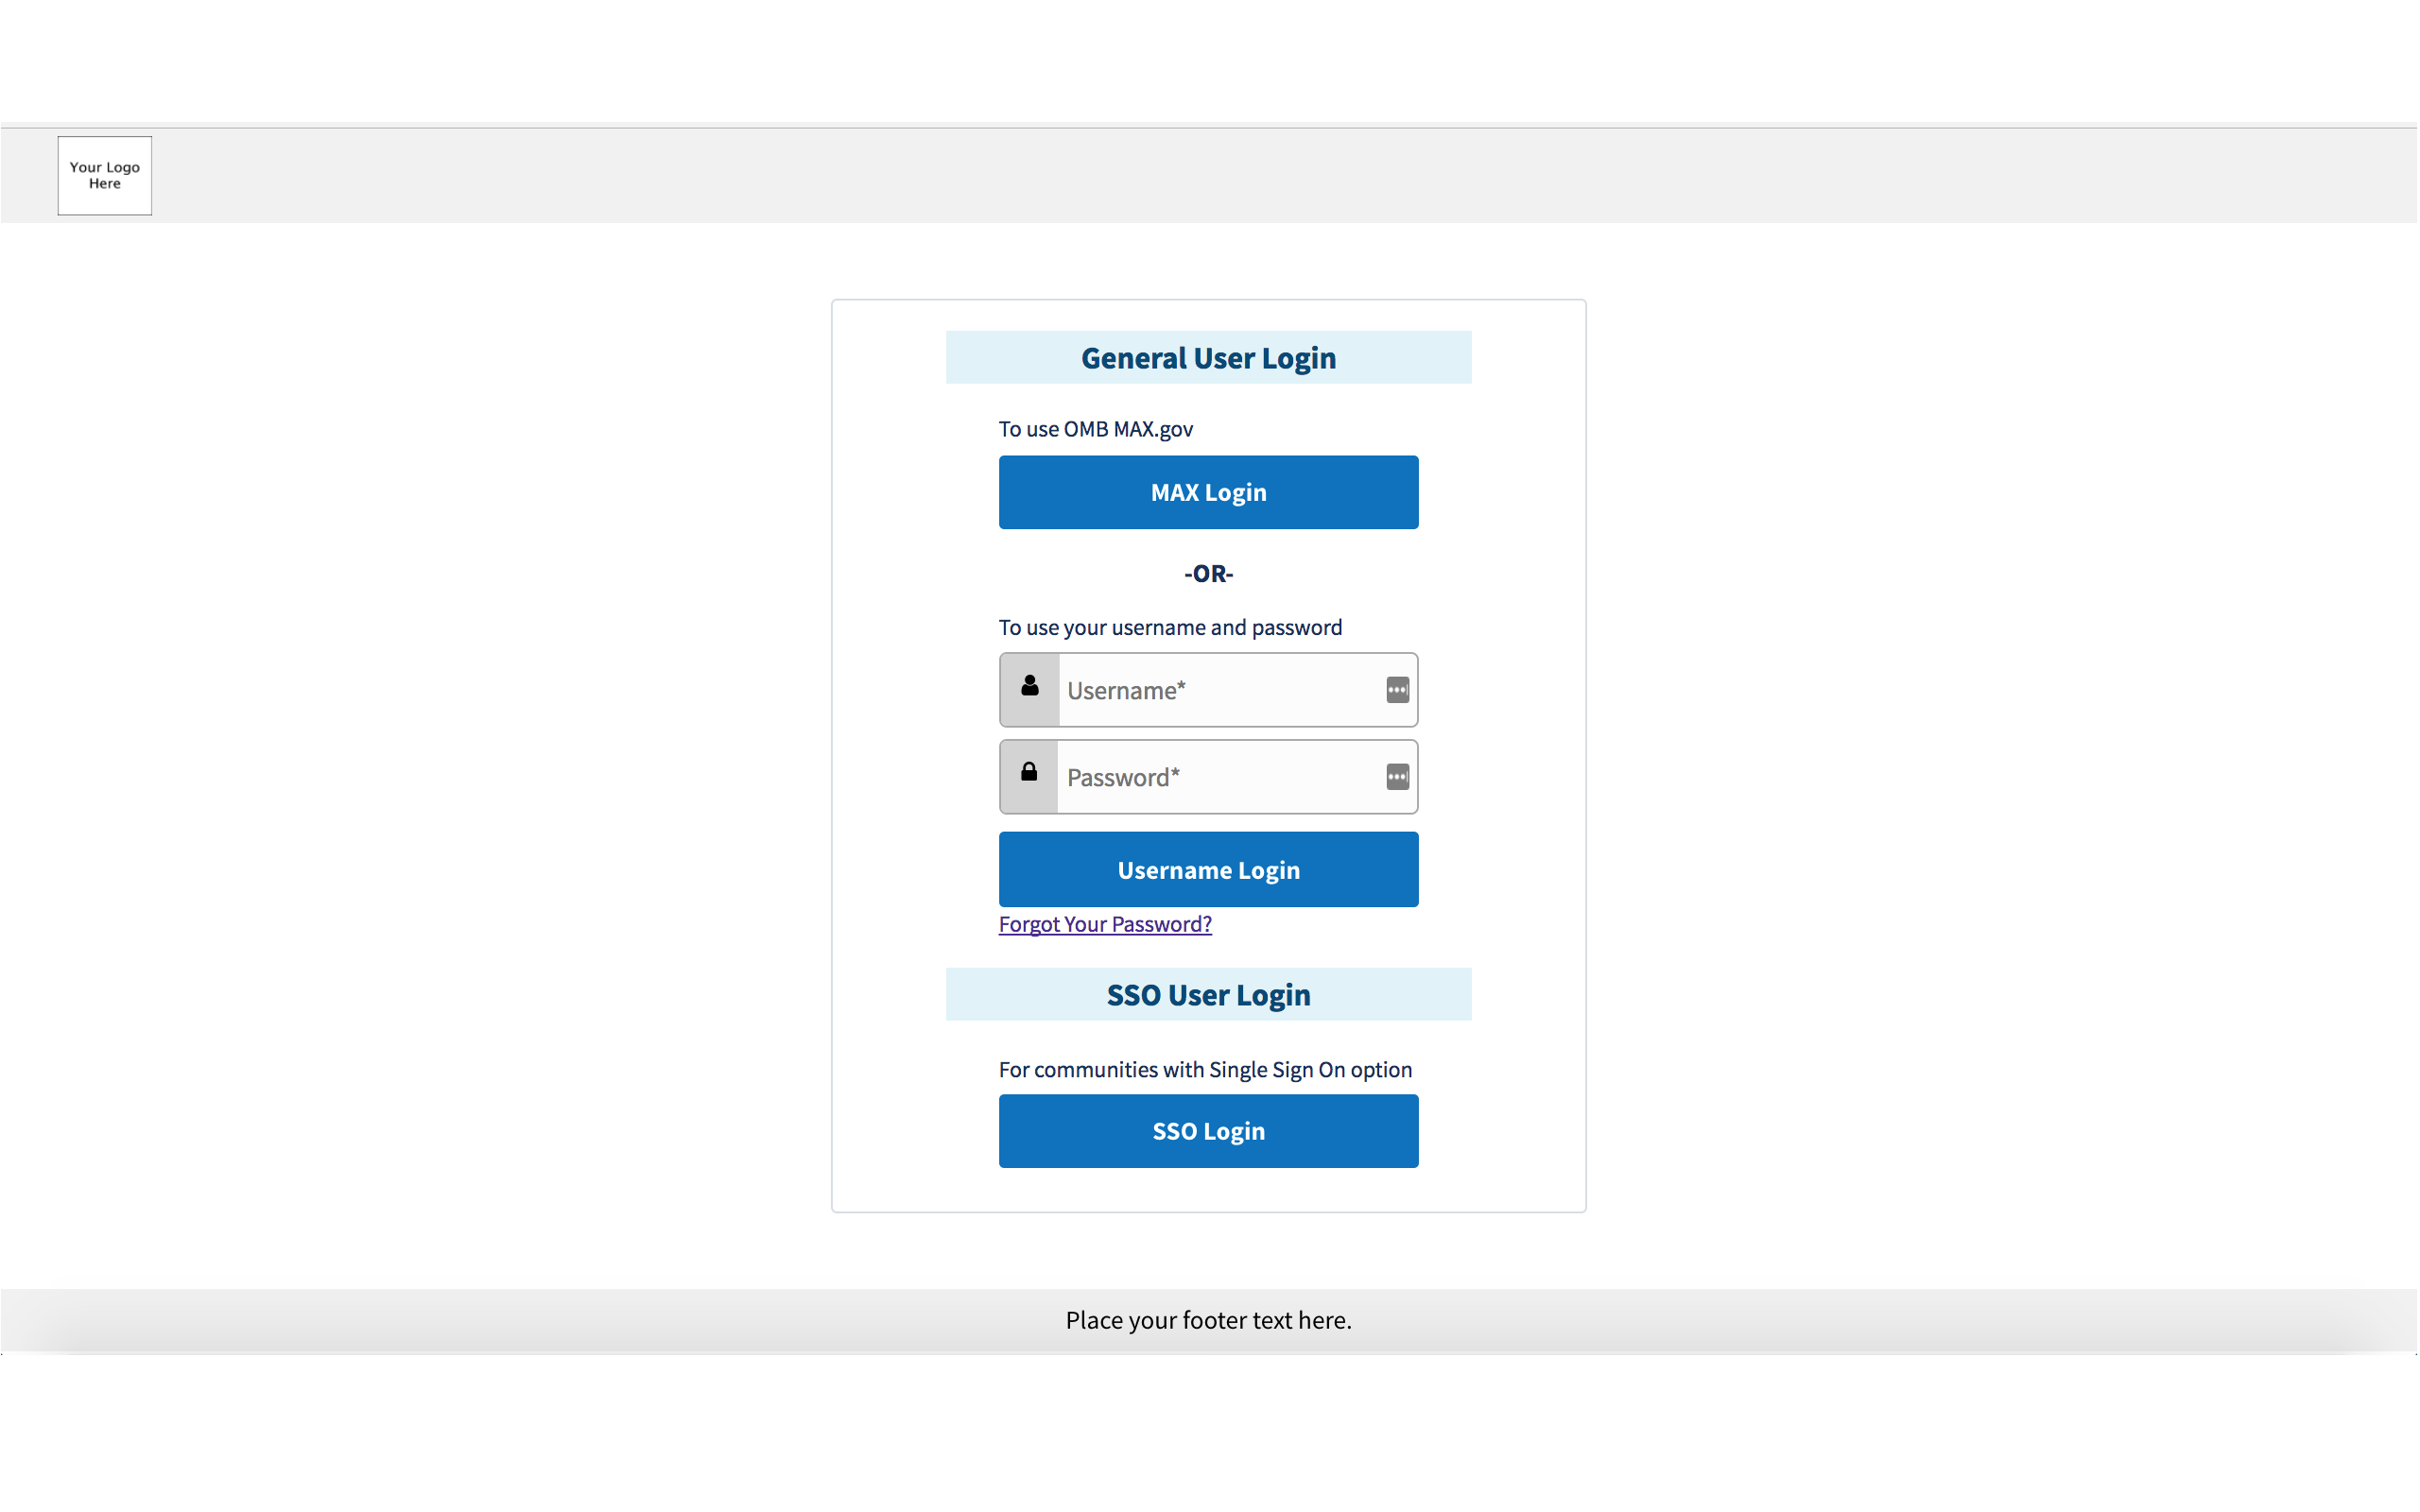 Your Logo
Here
General User Login
To use OMB MAX.gov
MAX Login
-OR-
To use your username and password
Username*
Password*
Username Login
Forgot Your Password?
SSO User Login
For communities with Single Sign On option
SSO Login
Place your footer text here.